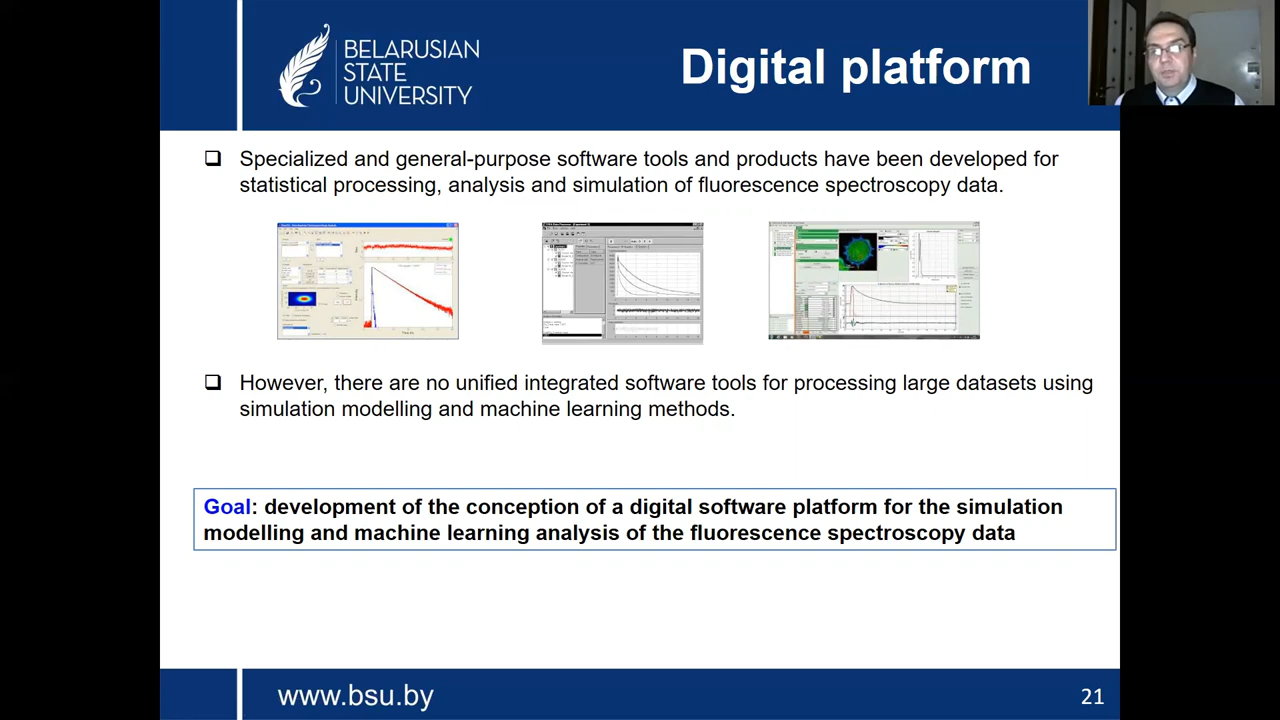 BELARUSIAN
STATE
UNIVERSITY
Digital platform
Specialized and general-purpose software tools and products have been developed for
statistical processing, analysis and simulation of fluorescence spectroscopy data.
However, there are no unified integrated software tools for processing large datasets using
simulation modelling and machine learning methods.
Goal: development of the conception of a digital software platform for the simulation
modelling and machine learning analysis of the fluorescence spectroscopy data
www.bsu.by
21